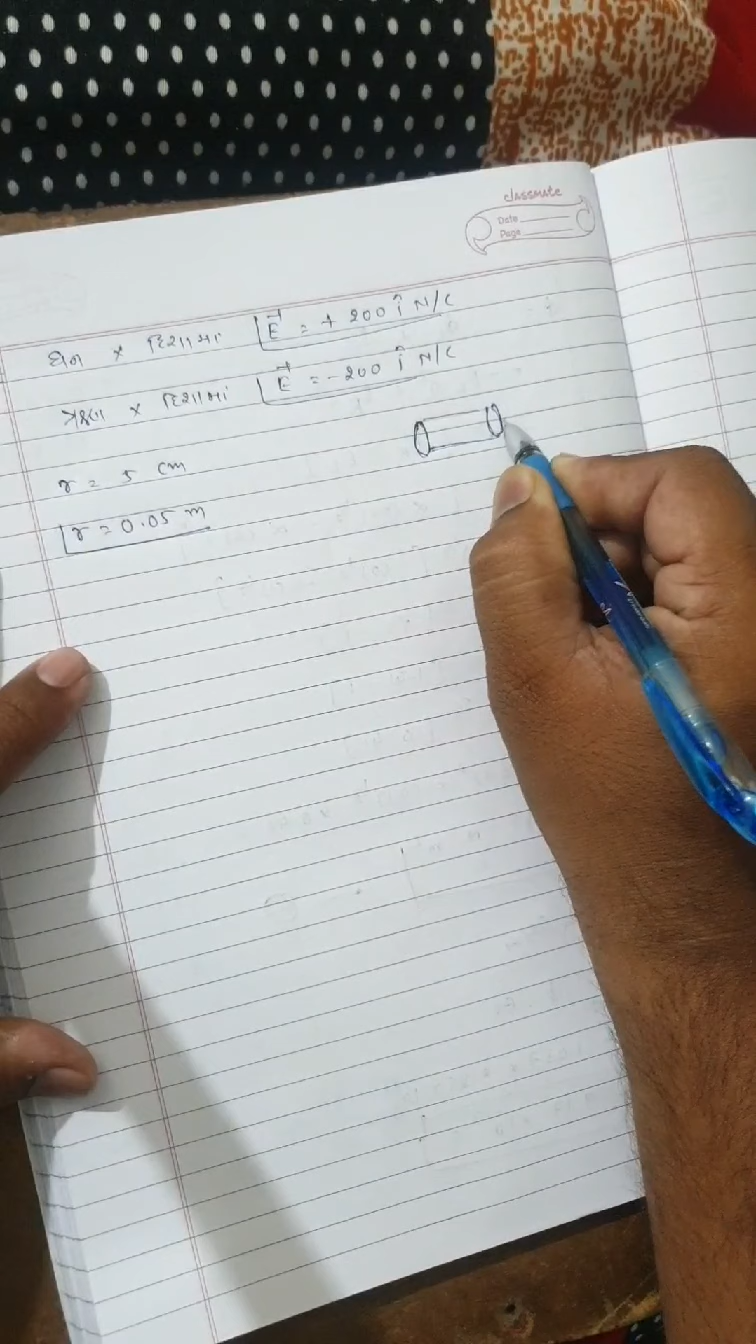 classmate
Date
Page
ધન x દિશામાં E⃗ = + 200 î N/C
ઋણ x દિશામાં E⃗ = - 200 î N/C
r = 5 cm
r = 0.05 m